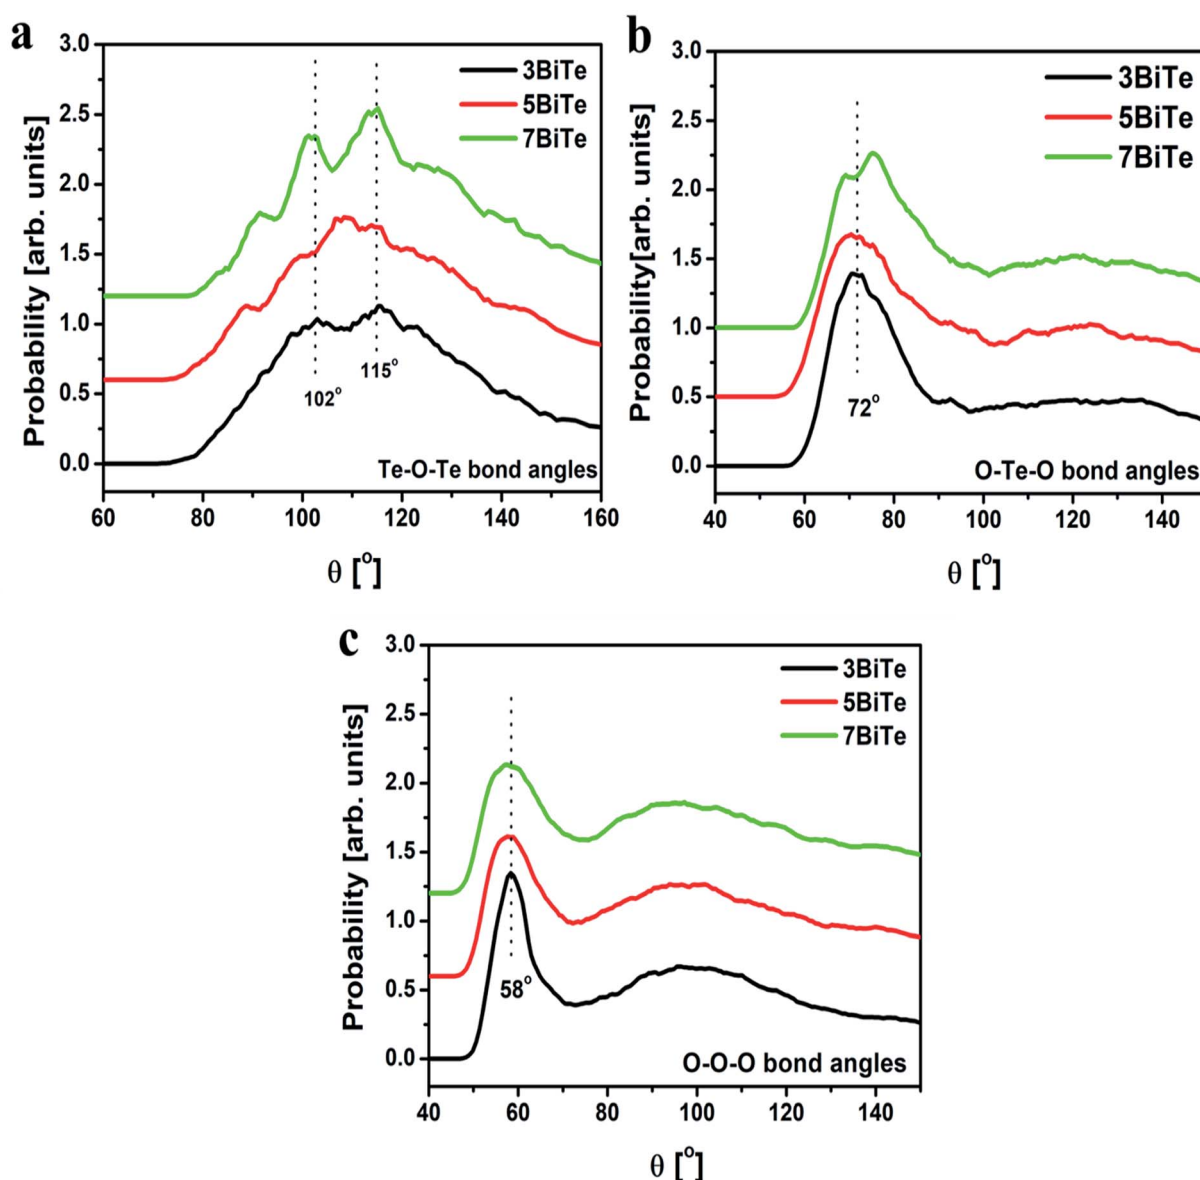 a
3.0
2.5
2.0
1.5
1.0
0.5
0.0
Probability [arb. units]
3BiTe
5BiTe
7BiTe
102°
115°
Te-O-Te bond angles
60 80 100 120 140 160
θ [°]
b
3.0
2.5
2.0
1.5
1.0
0.5
0.0
Probability[arb. units]
3BiTe
5BiTe
7BiTe
72°
O-Te-O bond angles
40 60 80 100 120 140
θ [°]
c
3.0
2.5
2.0
1.5
1.0
0.5
0.0
Probability [arb. units]
3BiTe
5BiTe
7BiTe
58°
O-O-O bond angles
40 60 80 100 120 140
θ [°]